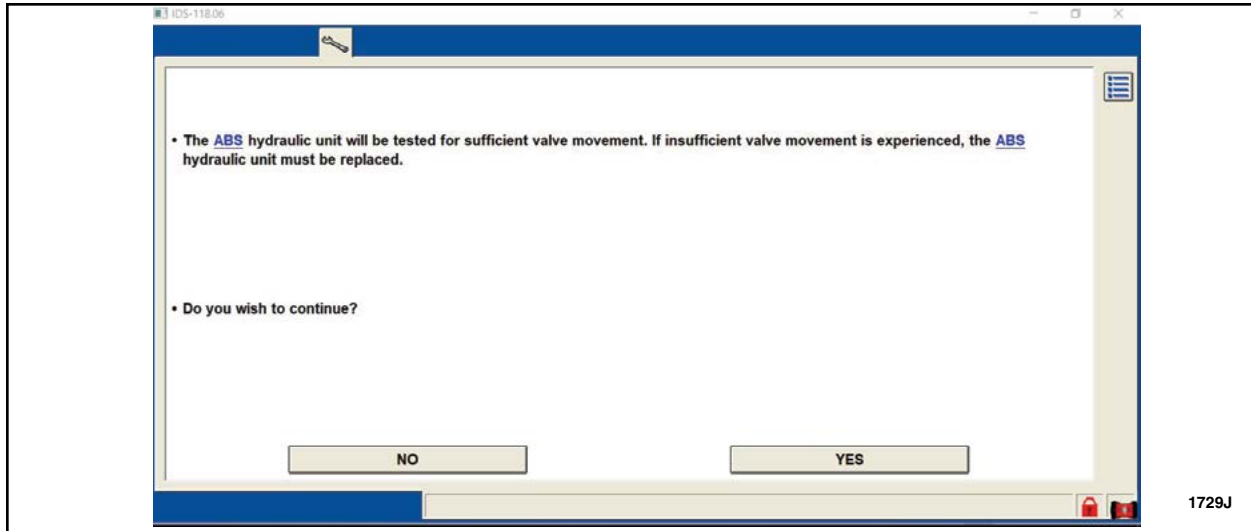 IDS-118.06
• The ABS hydraulic unit will be tested for sufficient valve movement. If insufficient valve movement is experienced, the ABS
hydraulic unit must be replaced.
• Do you wish to continue?
NO
YES
1729J